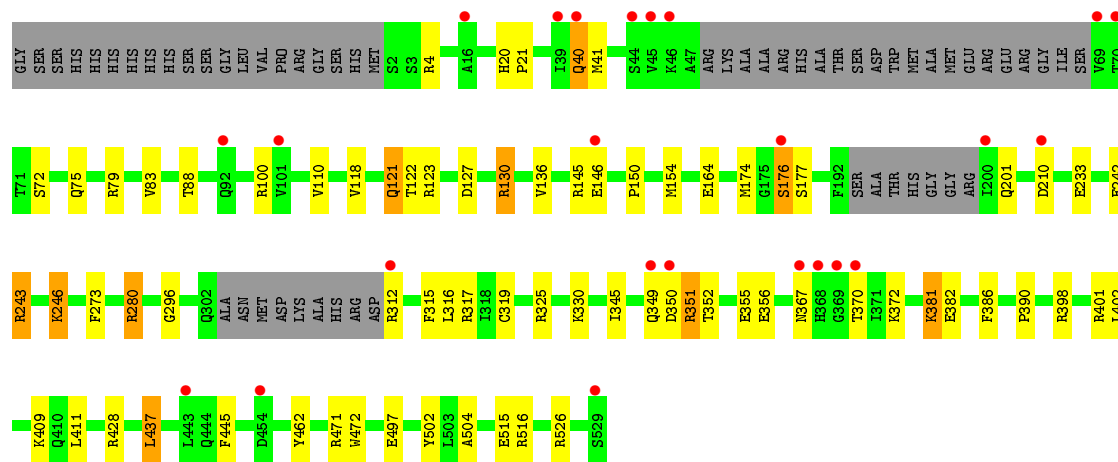 GLY SER SER HIS HIS HIS HIS HIS HIS SER SER GLY LEU VAL PRO ARG GLY SER HIS MET S2 S3 R4 A16 H20 P21 I39 Q40 M41 S44 V45 K46 A47 ARG LYS ALA ALA ARG HIS ALA THR SER ASP TRP MET ALA MET GLU ARG GLU ARG GLY ILE SER V69 T70
T71 S72 Q75 R79 V83 T88 Q92 R100 V101 V110 V118 Q121 T122 R123 D127 R130 V136 R145 E146 P150 M154 E164 M174 G175 S176 S177 F192 SER ALA THR HIS GLY GLY ARG I200 Q201 D210 E233
R243 K246 F273 R280 G296 Q302 ALA ASN MET ASP LYS ALA HIS ARG ASP R312 F315 L316 R317 I318 C319 R325 K330 I345 Q349 D350 R351 T352 E355 E356 N367 H368 G369 T370 I371 K372 K381 E382 F386 P390 R398 R401 L402
K409 Q410 L411 R428 L437 L443 Q444 F445 D454 Y462 R471 W472 E497 Y502 L503 A504 E515 R516 R526 S529